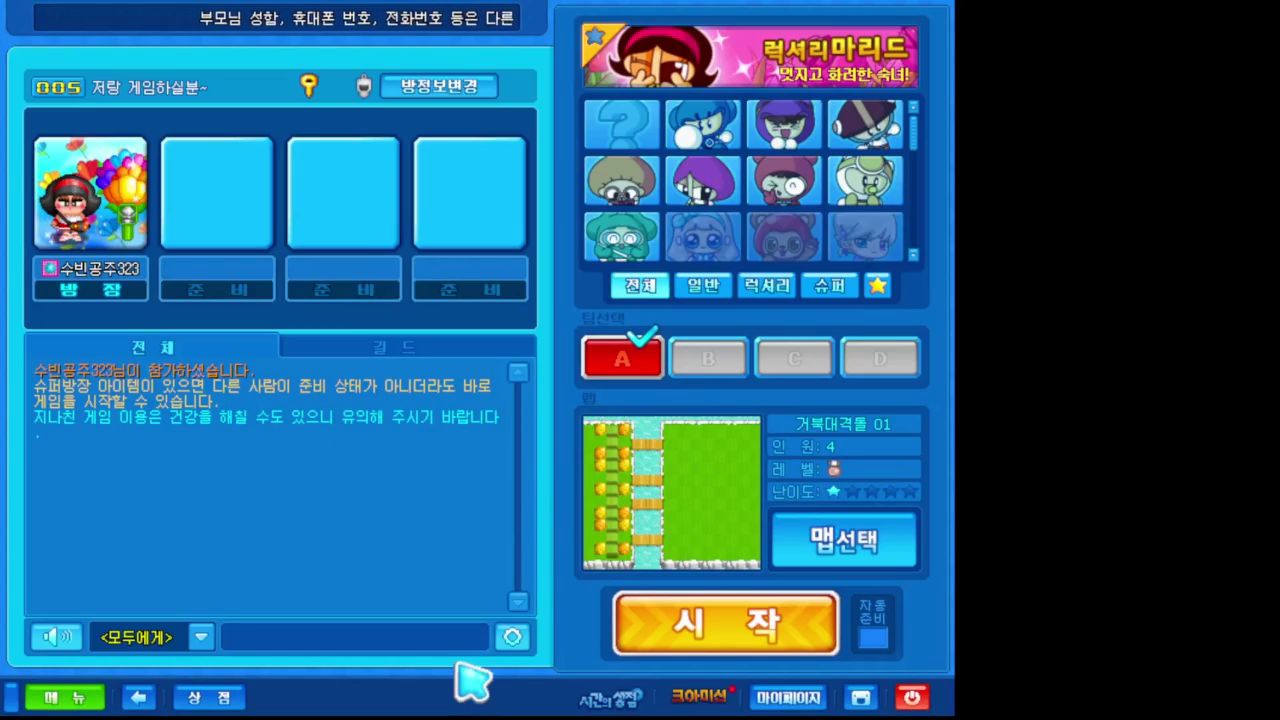 부모님 성함, 휴대폰 번호, 전화번호 등은 다른
005 저랑 게임하실분~
방정보변경
수빈공주323
방 장
준 비
준 비
준 비
전 체
길 드
수빈공주323님이 참가하셨습니다.
슈퍼방장 아이템이 있으면 다른 사람이 준비 상태가 아니더라도 바로
게임을 시작할 수 있습니다.
지나친 게임 이용은 건강을 해칠 수도 있으니 유의해 주시기 바랍니다
.
<모두에게>
메 뉴
상 점
럭셔리마리드
멋지고 화려한 숙녀!
전체
일반
럭셔리
슈퍼
팀선택
A
B
C
D
맵
거북대격돌 01
인 원: 4
레 벨:
난이도:
맵선택
시 작
자동
준비
시간의상점
크아미션
마이페이지